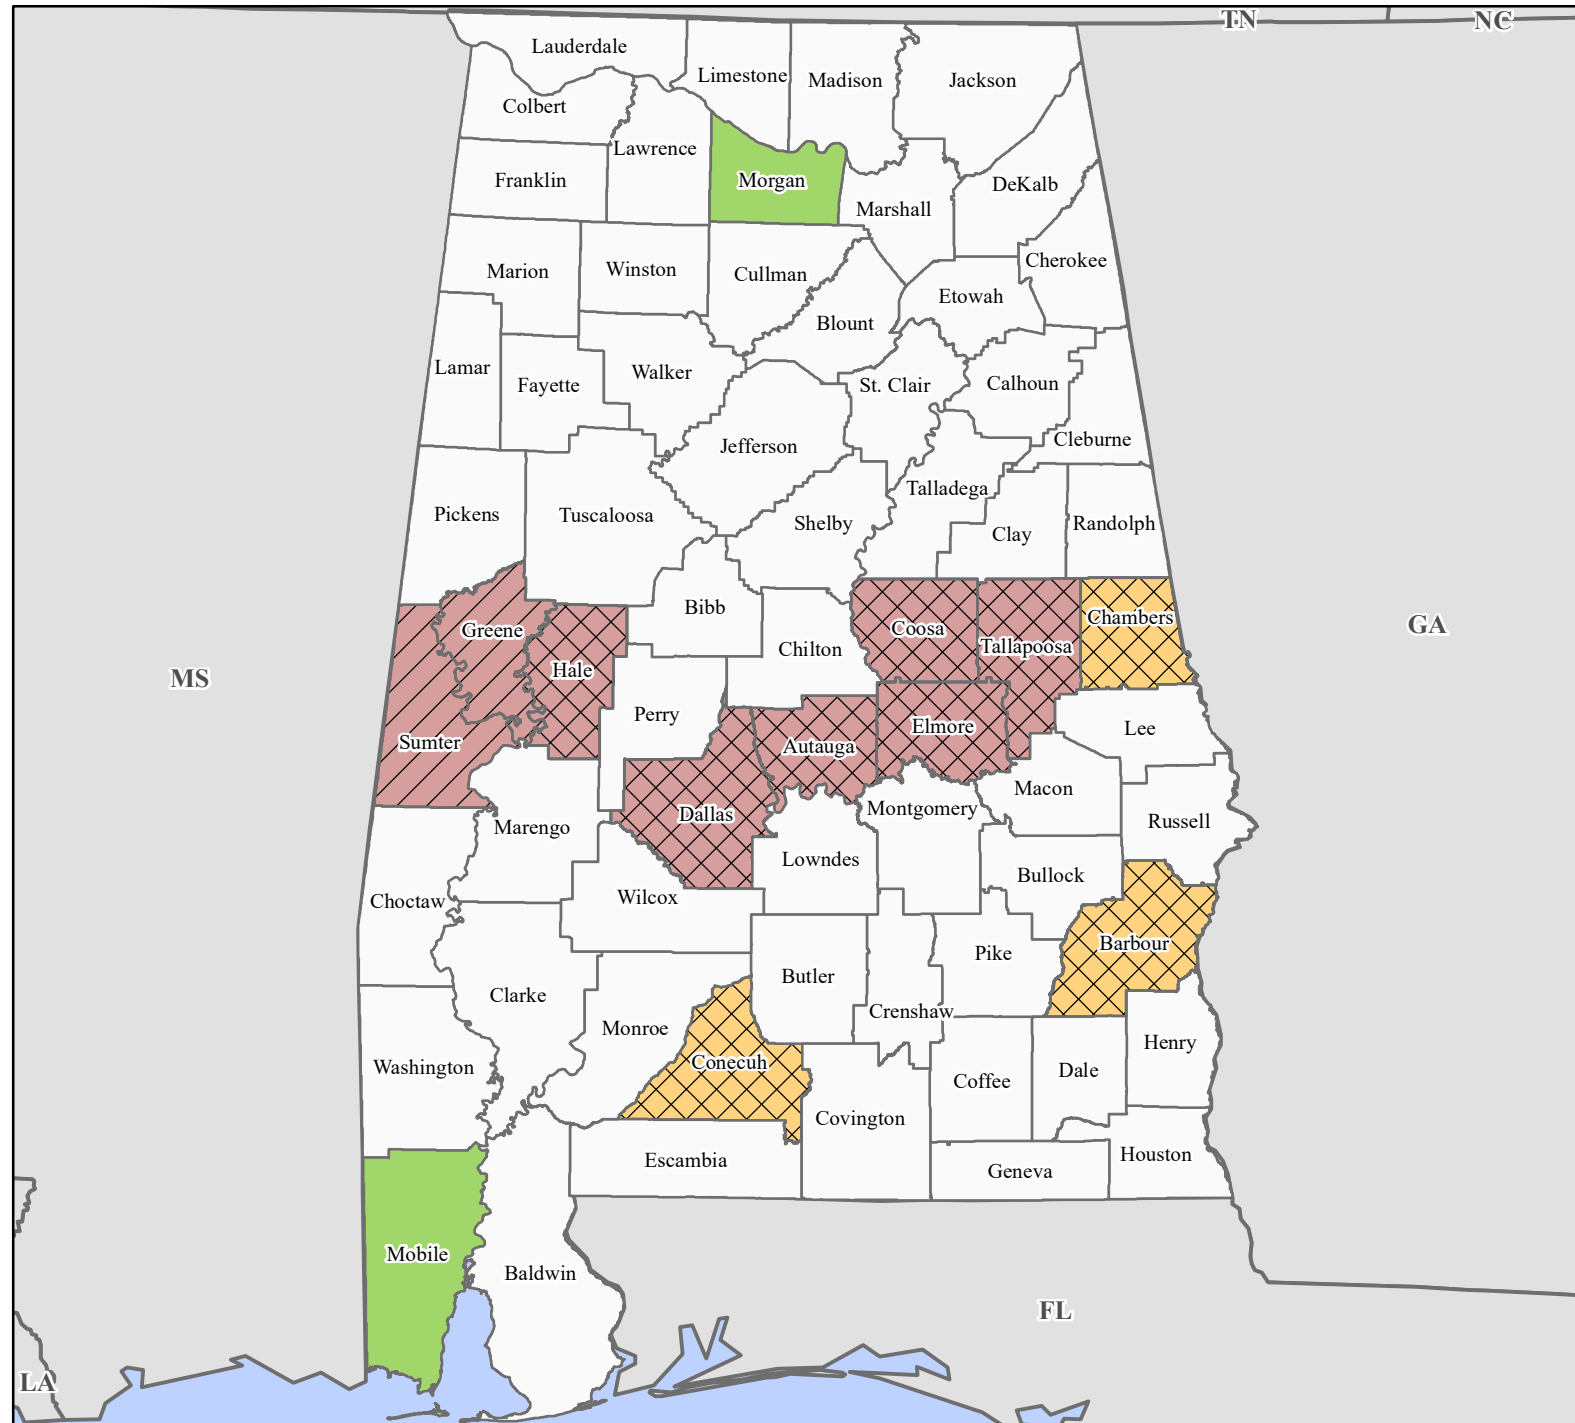 TN
NC
Lauderdale
Limestone
Madison
Jackson
Colbert
Lawrence
Franklin
Morgan
DeKalb
Marshall
Cherokee
Marion
Winston
Cullman
Etowah
Blount
Lamar
Fayette
Walker
St. Clair
Calhoun
Cleburne
Jefferson
Talladega
Pickens
Tuscaloosa
Shelby
Clay
Randolph
Bibb
Chambers
Greene
Coosa
GA
Tallapoosa
Chilton
Hale
MS
Perry
Elmore
Lee
Sumter
Autauga
Macon
Montgomery
Dallas
Russell
Marengo
Lowndes
Bullock
Wilcox
Choctaw
Barbour
Pike
Butler
Clarke
Crenshaw
Monroe
Henry
Conecuh
Washington
Dale
Coffee
Covington
Houston
Escambia
Geneva
Mobile
Baldwin
FL
LA